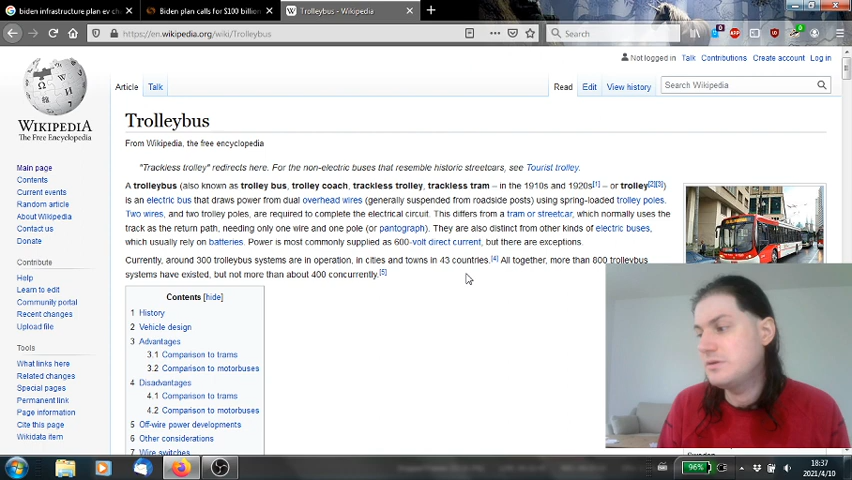 biden infrastructure plan ev ch
Biden plan calls for $100 billion
Trolleybus - Wikipedia
https://en.wikipedia.org/wiki/Trolleybus
Search
Not logged in Talk Contributions Create account Log in
Article Talk Read Edit View history Search Wikipedia
WIKIPEDIA
The Free Encyclopedia
Main page
Contents
Current events
Random article
About Wikipedia
Contact us
Donate
Contribute
Help
Learn to edit
Community portal
Recent changes
Upload file
Tools
What links here
Related changes
Special pages
Permanent link
Page information
Cite this page
Wikidata item
Trolleybus
From Wikipedia, the free encyclopedia
"Trackless trolley" redirects here. For the non-electric buses that resemble historic streetcars, see Tourist trolley.
A trolleybus (also known as trolley bus, trolley coach, trackless trolley, trackless tram – in the 1910s and 1920s[1] – or trolley[2][3])
is an electric bus that draws power from dual overhead wires (generally suspended from roadside posts) using spring-loaded trolley poles.
Two wires, and two trolley poles, are required to complete the electrical circuit. This differs from a tram or streetcar, which normally uses the
track as the return path, needing only one wire and one pole (or pantograph). They are also distinct from other kinds of electric buses,
which usually rely on batteries. Power is most commonly supplied as 600-volt direct current, but there are exceptions.
Currently, around 300 trolleybus systems are in operation, in cities and towns in 43 countries.[4] All together, more than 800 trolleybus
systems have existed, but not more than about 400 concurrently.[5]
Contents [hide]
1 History
2 Vehicle design
3 Advantages
3.1 Comparison to trams
3.2 Comparison to motorbuses
4 Disadvantages
4.1 Comparison to trams
4.2 Comparison to motorbuses
5 Off-wire power developments
6 Other considerations
7 Wire switches
Sweden
96%
18:37
2021/4/10